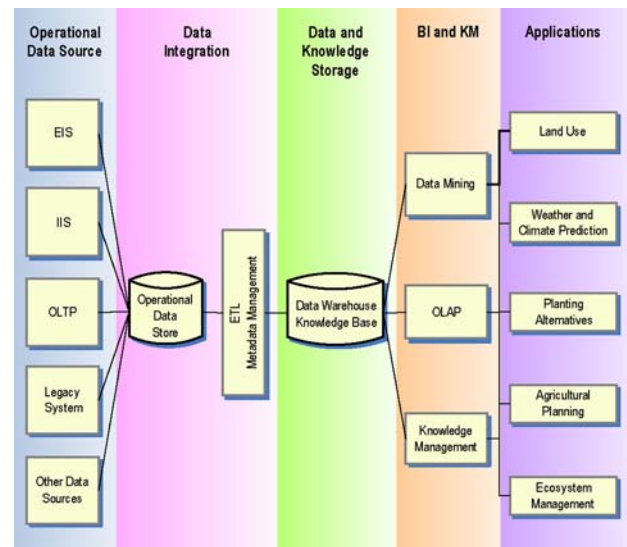 Operational
Data Source
Data
Integration
Data and
Knowledge
Storage
BI and KM
Applications
EIS
IIS
OLTP
Legacy
System
Other Data
Sources
Operational
Data
Store
ETL
Metadata Management
Data Warehouse
Knowledge Base
Data Mining
OLAP
Knowledge
Management
Land Use
Weather and
Climate Prediction
Planting
Alternatives
Agricultural
Planning
Ecosystem
Management